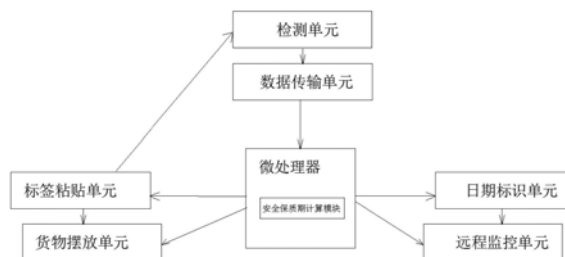 检测单元
数据传输单元
微处理器
安全保质期计算模块
标签粘贴单元
日期标识单元
货物摆放单元
远程监控单元